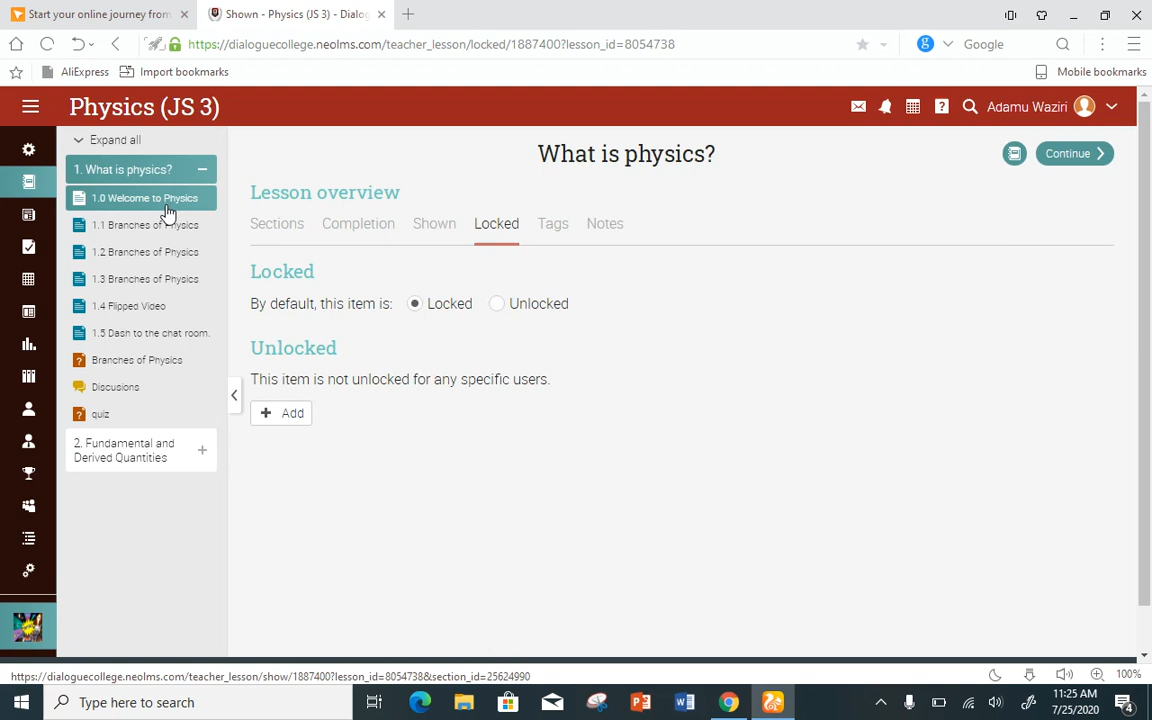 Start your online journey from
Shown - Physics (JS 3) - Dialog
https://dialoguecollege.neolms.com/teacher_lesson/locked/1887400?lesson_id=8054738
g
Google
AliExpress
Import bookmarks
Mobile bookmarks
Physics (JS 3)
Adamu Waziri
Expand all
1. What is physics?
1.0 Welcome to Physics
1.1 Branches of Physics
1.2 Branches of Physics
1.3 Branches of Physics
1.4 Flipped Video
1.5 Dash to the chat room.
Branches of Physics
Discusions
quiz
2. Fundamental and
Derived Quantities
What is physics?
Continue
Lesson overview
Sections
Completion
Shown
Locked
Tags
Notes
Locked
By default, this item is:
Locked
Unlocked
Unlocked
This item is not unlocked for any specific users.
+ Add
https://dialoguecollege.neolms.com/teacher_lesson/show/1887400?lesson_id=8054738&section_id=25624990
100%
Type here to search
11:25 AM
7/25/2020
4